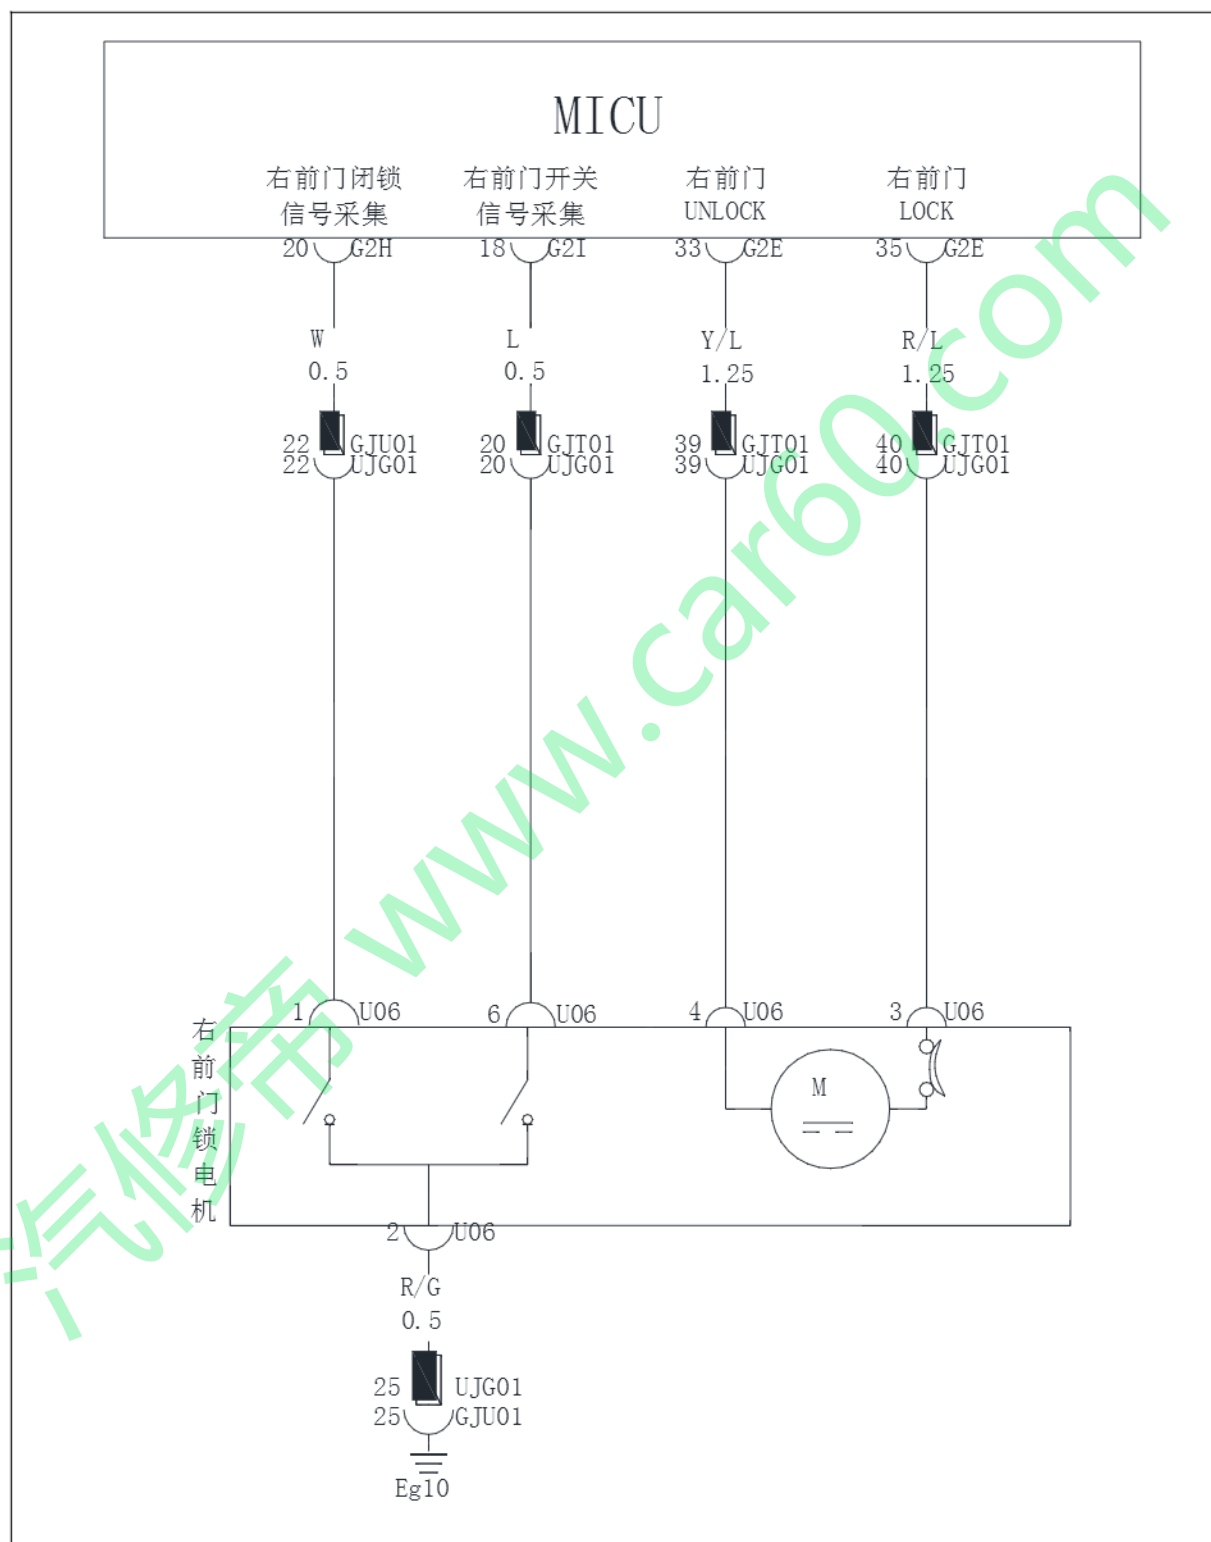 MICU
右前门闭锁 右前门开关 右前门 右前门
信号采集 信号采集 UNLOCK LOCK
20 G2H 18 G2I 33 G2E 35 G2E
W L Y/L R/L
0.5 0.5 1.25 1.25
22 GJU01 20 GJT01 39 GJT01 40 GJT01
22 UJG01 20 UJG01 39 UJG01 40 UJG01
1 U06 6 U06 4 U06 3 U06
右前门锁电机
M
2 U06
R/G
0.5
25 UJG01
25 GJU01
Eg10
汽修帝 www.car60.com